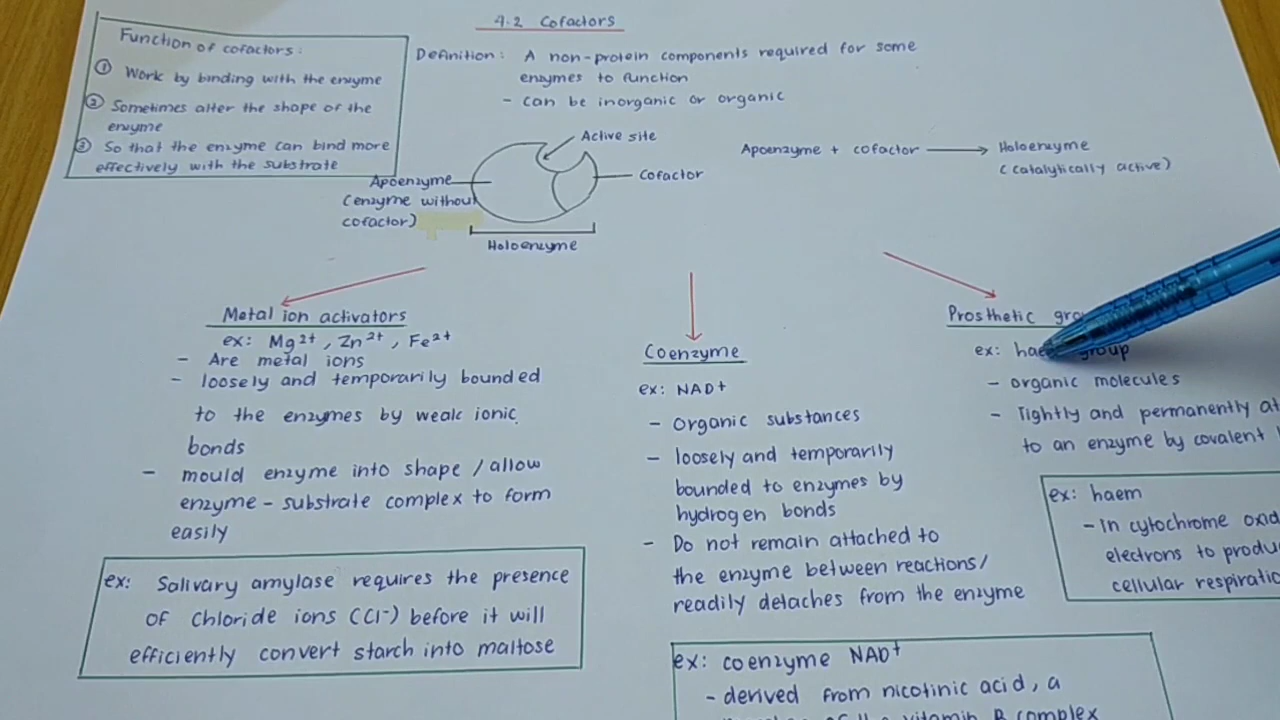 4.2 Cofactors
Function of cofactors:
① Work by binding with the enzyme
② Sometimes alter the shape of the
enzyme
③ So that the enzyme can bind more
effectively with the substrate
Definition: A non-protein components required for some
enzymes to function
- can be inorganic or organic
Active site
Apoenzyme
(enzyme without
cofactor)
Cofactor
Holoenzyme
Apoenzyme + cofactor → Holoenzyme
(catalytically active)
Metal ion activators
ex: Mg²⁺, Zn²⁺, Fe²⁺
- Are metal ions
- loosely and temporarily bounded
to the enzymes by weak ionic
bonds
- mould enzyme into shape / allow
enzyme - substrate complex to form
easily
ex: Salivary amylase requires the presence
of chloride ions (Cl⁻) before it will
efficiently convert starch into maltose
Coenzyme
ex: NAD⁺
- organic substances
- loosely and temporarily
bounded to enzymes by
hydrogen bonds
- Do not remain attached to
the enzyme between reactions/
readily detaches from the enzyme
ex: coenzyme NAD⁺
- derived from nicotinic acid, a
vitamin B complex
Prosthetic
ex: group
- organic molecules
- Tightly and permanently
to an enzyme by covalent
ex: haem
- In cytochrome
electrons to
cellular